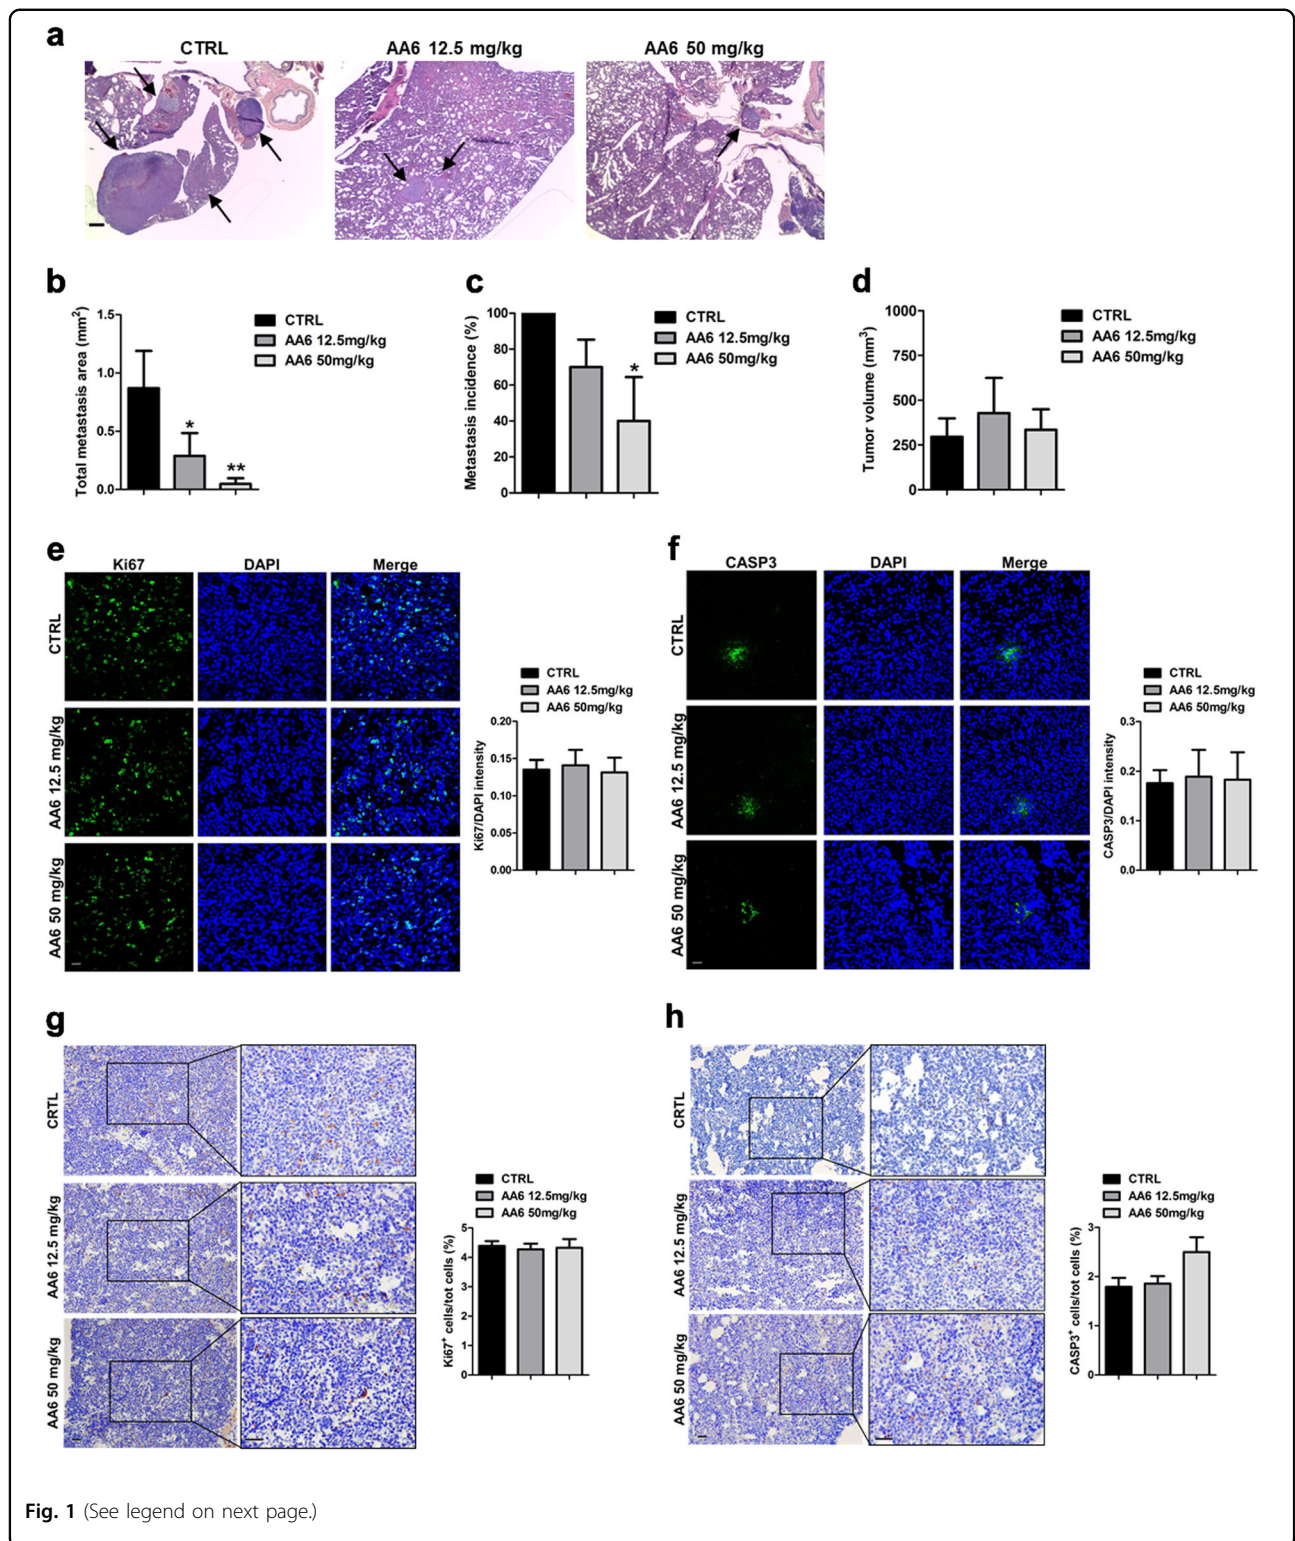 a
CTRL
AA6 12.5 mg/kg
AA6 50 mg/kg
b
Total metastasis area (mm²)
1.5
1.0
0.5
0.0
*
**
CTRL
AA6 12.5mg/kg
AA6 50mg/kg
c
Metastasis incidence (%)
100
80
60
40
20
0
*
CTRL
AA6 12.5mg/kg
AA6 50mg/kg
d
Tumor volume (mm³)
1000
750
500
250
0
CTRL
AA6 12.5mg/kg
AA6 50mg/kg
e
Ki67
DAPI
Merge
CTRL
AA6 12.5 mg/kg
AA6 50 mg/kg
CTRL
AA6 12.5mg/kg
AA6 50mg/kg
Ki67/DAPI intensity
0.20
0.15
0.10
0.05
0.00
f
CASP3
DAPI
Merge
CTRL
AA6 12.5 mg/kg
AA6 50 mg/kg
CTRL
AA6 12.5mg/kg
AA6 50mg/kg
CASP3/DAPI intensity
0.3
0.2
0.1
0.0
g
CRTL
AA6 12.5 mg/kg
AA6 50 mg/kg
CTRL
AA6 12.5mg/kg
AA6 50mg/kg
Ki67⁺ cells/tot cells (%)
5
4
3
2
1
0
h
CRTL
AA6 12.5 mg/kg
AA6 50 mg/kg
CTRL
AA6 12.5mg/kg
AA6 50mg/kg
CASP3⁺ cells/tot cells (%)
3
2
1
0
Fig. 1 (See legend on next page.)